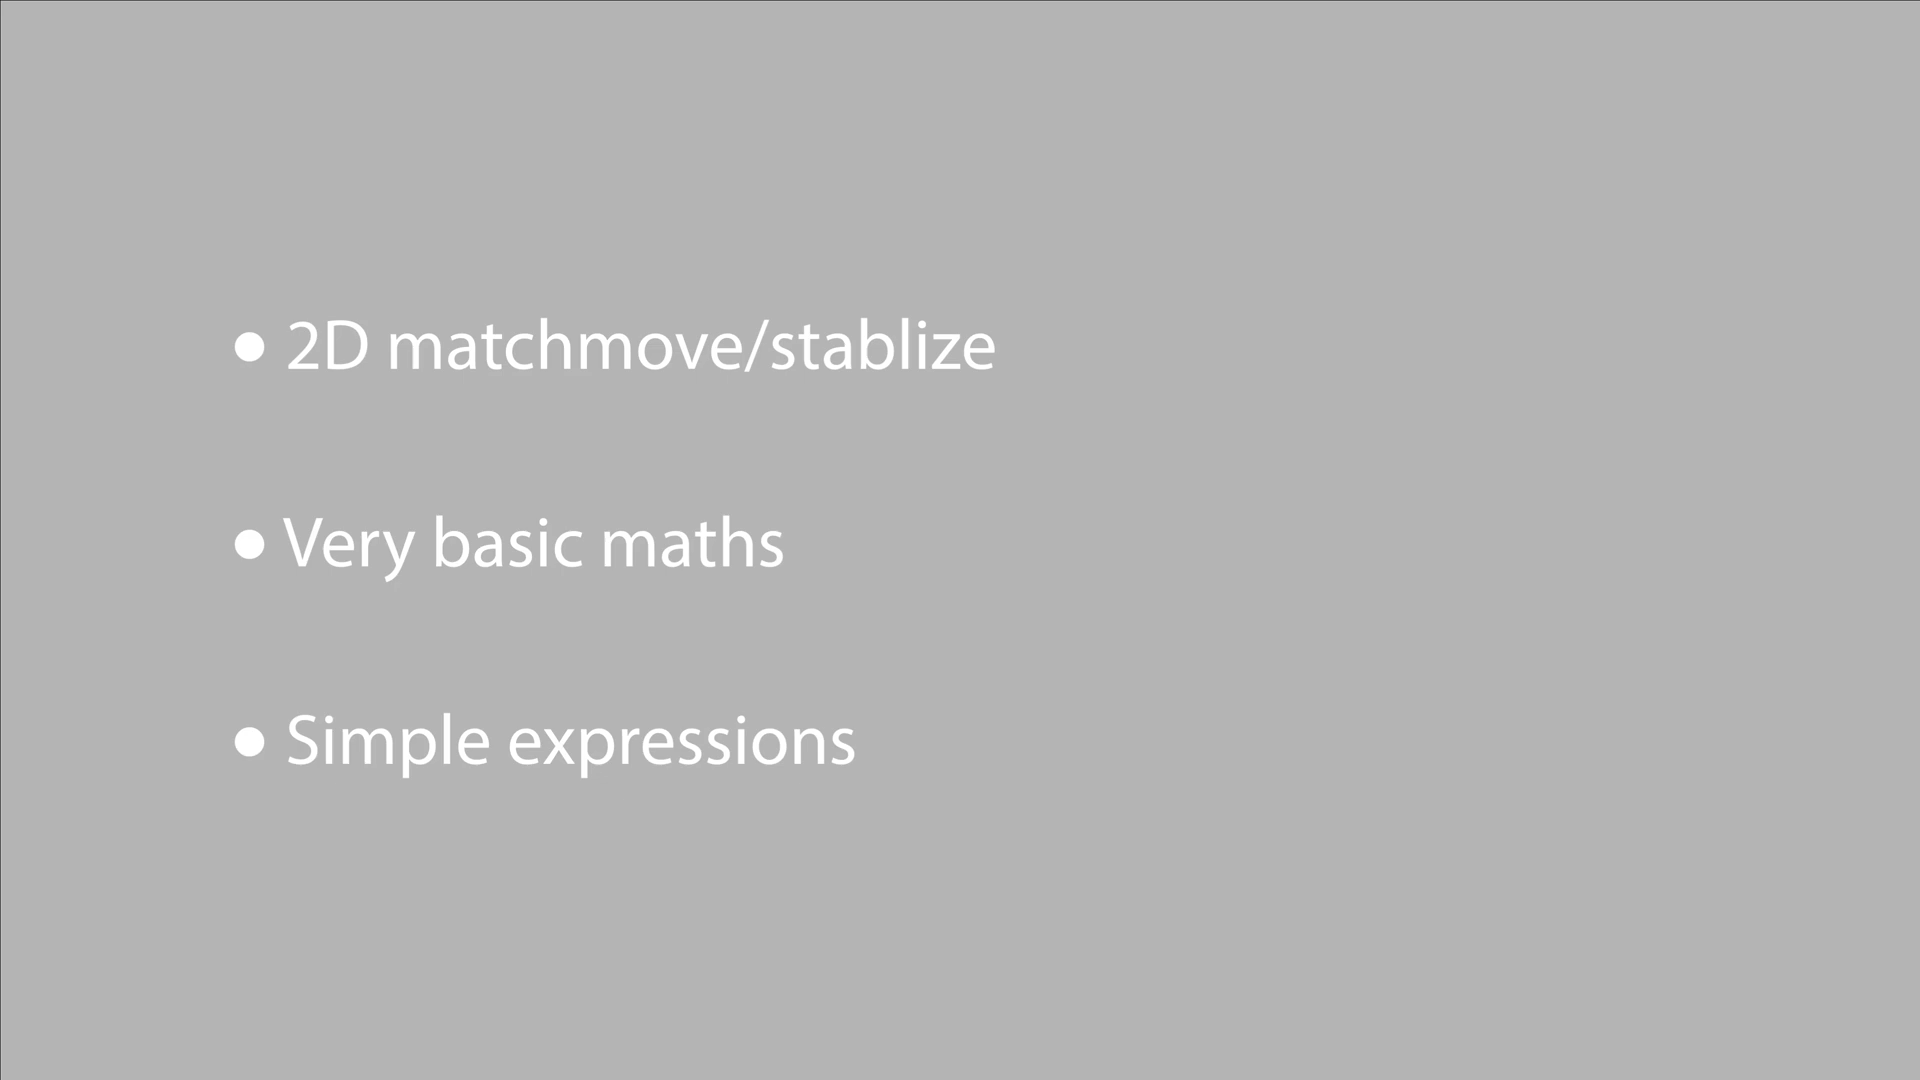 ● 2D matchmove/stablize
● Very basic maths
● Simple expressions